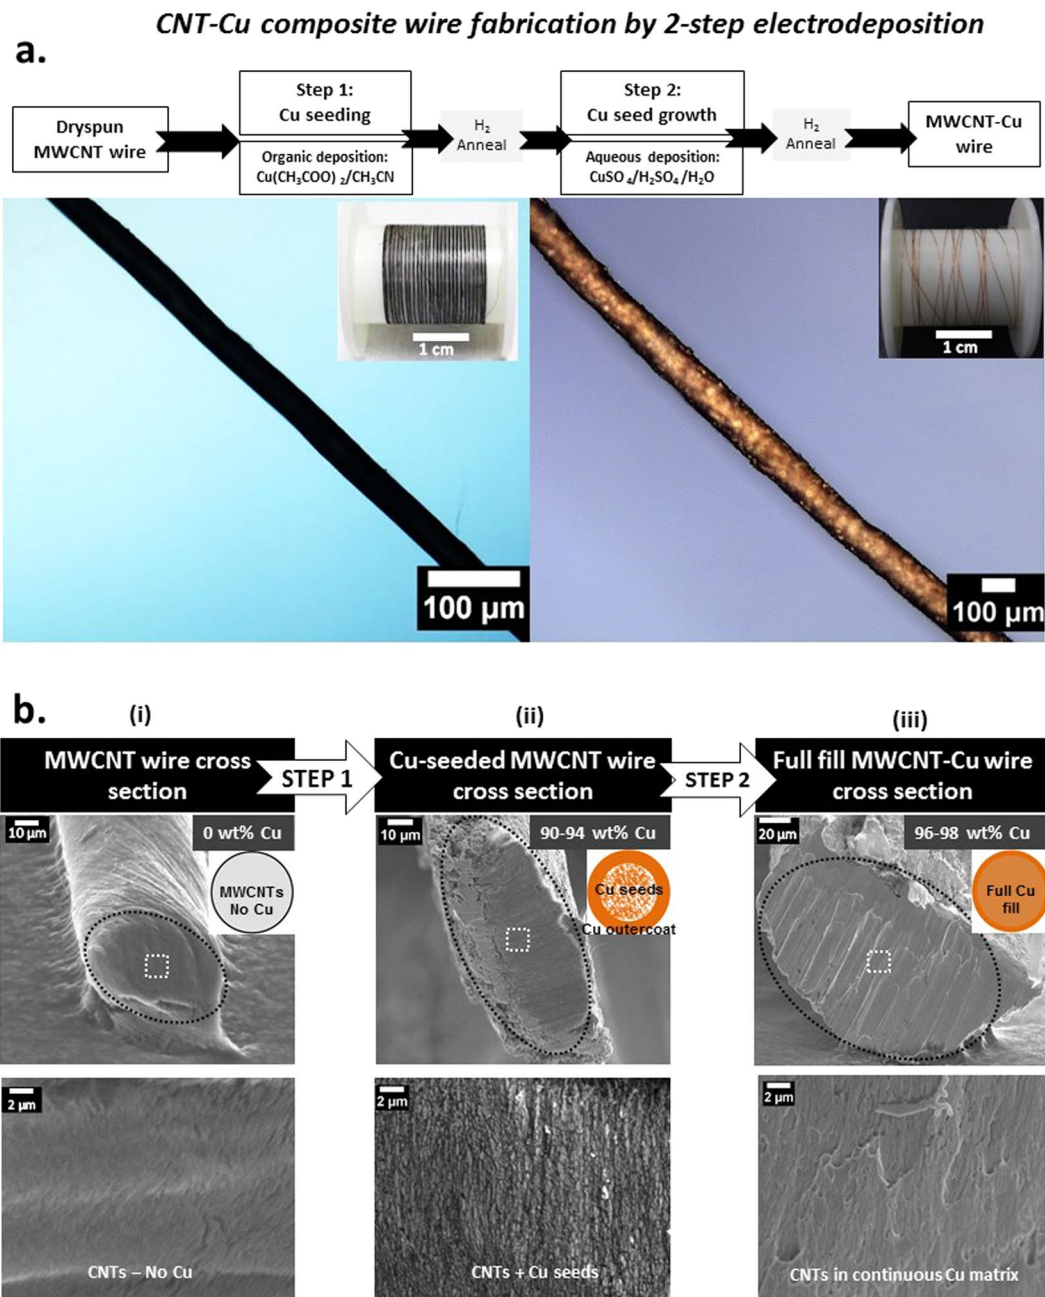 CNT-Cu composite wire fabrication by 2-step electodeposition
a.
Dryspun
MWCNT wire
Step 1:
Cu seeding
Organic deposition:
Cu(CH₃COO) ₂/CH₃CN
H₂
Anneal
Step 2:
Cu seed growth
Aqueous deposition:
CuSO ₄/H₂SO ₄/H₂O
H₂
Anneal
MWCNT-Cu
wire
1 cm
100 µm
1 cm
100 µm
b.
(i)
(ii)
(iii)
MWCNT wire cross
section
STEP 1
Cu-seeded MWCNT wire
cross section
STEP 2
Full fill MWCNT-Cu wire
cross section
10 µm
0 wt% Cu
MWCNTs
No Cu
10 µm
90-94 wt% Cu
Cu seeds
Cu outercoat
20 µm
96-98 wt% Cu
Full Cu
fill
2 µm
CNTs – No Cu
2 µm
CNTs + Cu seeds
2 µm
CNTs in continuous Cu matrix